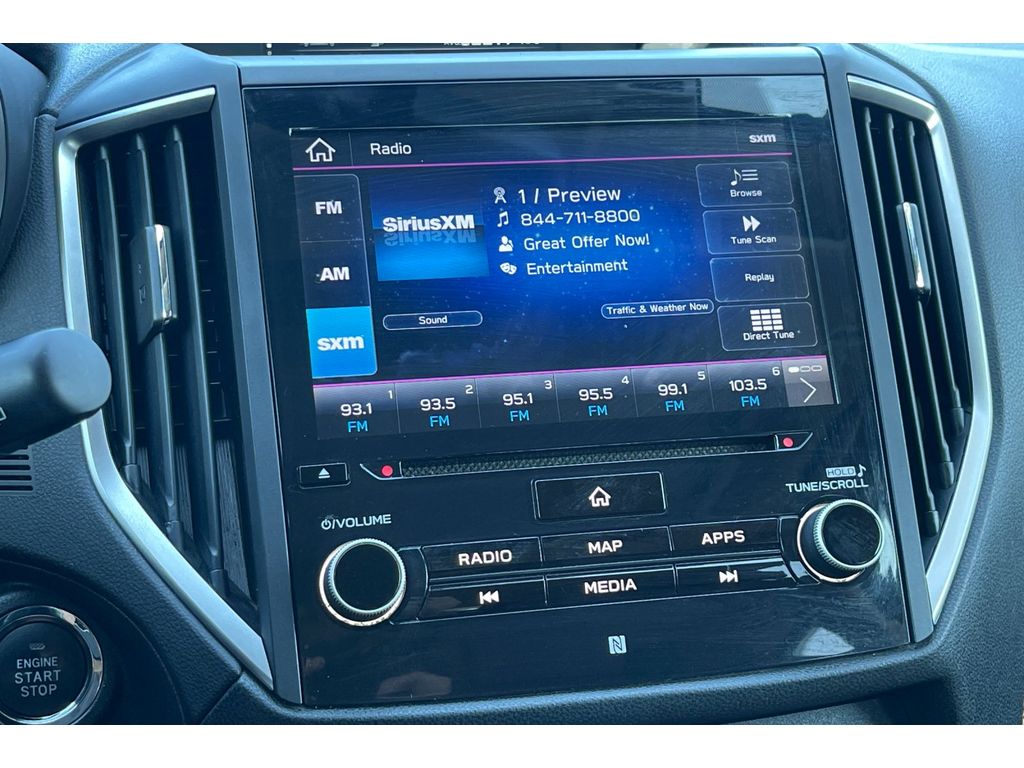 Radio
sxm
FM
AM
sxm
SiriusXM
1 / Preview
844-711-8800
Great Offer Now!
Entertainment
Browse
Tune Scan
Replay
Direct Tune
Sound
Traffic & Weather Now
93.1 1
FM
93.5 2
FM
95.1 3
FM
95.5 4
FM
99.1 5
FM
103.5 6
FM
HOLD
TUNE/SCROLL
/VOLUME
RADIO
MAP
APPS
MEDIA
N
ENGINE
START
STOP